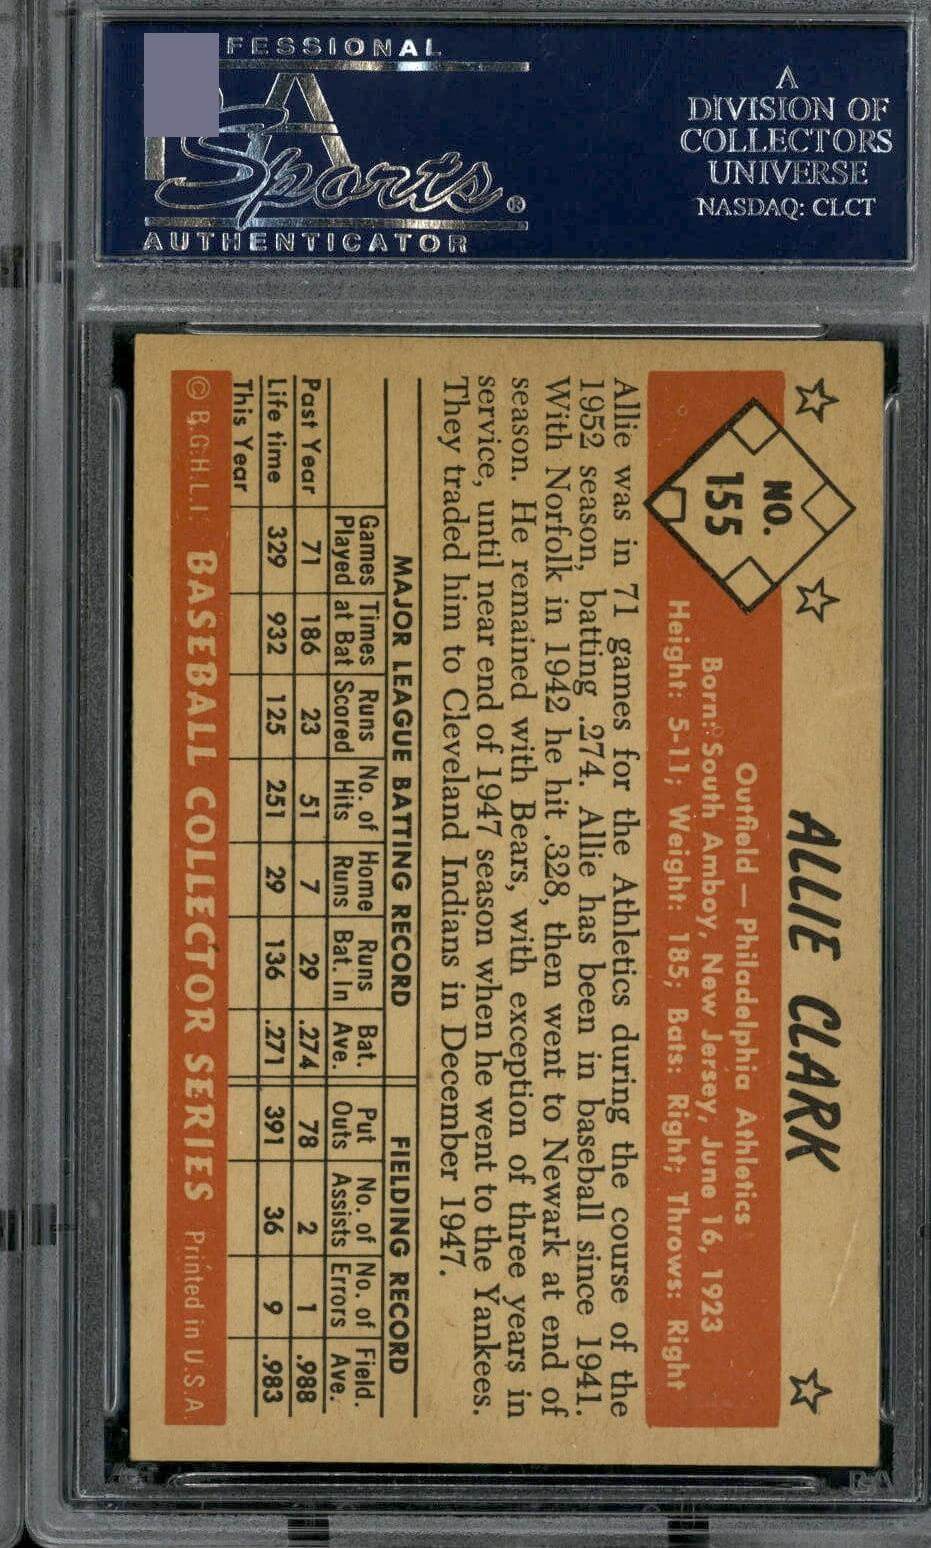 FESSIONAL
Sports®
AUTHENTICATOR
A
DIVISION OF
COLLECTORS
UNIVERSE
NASDAQ: CLCT
ALLIE CLARK
NO.
155
Outfield — Philadelphia Athletics
Born: South Amboy, New Jersey, June 16, 1923
Height: 5-11; Weight: 185; Bats: Right; Throws: Right
Allie was in 71 games for the Athletics during the course of the
1952 season, batting .274. Allie has been in baseball since 1941.
With Norfolk in 1942 he hit .328, then went to Newark at end of
season. He remained with Bears, with exception of three years in
service, until near end of 1947 season when he went to the Yankees.
They traded him to Cleveland Indians in December 1947.
MAJOR LEAGUE BATTING RECORD FIELDING RECORD
Games Times Runs No. of Home Runs Bat. Put No. of No. of Field.
Played at Bat Scored Hits Runs Bat. In Ave. Outs Assists Errors Ave.
Past Year 71 186 23 51 7 29 .274 78 2 1 .988
Life time 329 932 125 251 29 136 .271 391 36 9 .983
This Year
© B.G.H.L.I. BASEBALL COLLECTOR SERIES Printed in U.S.A.